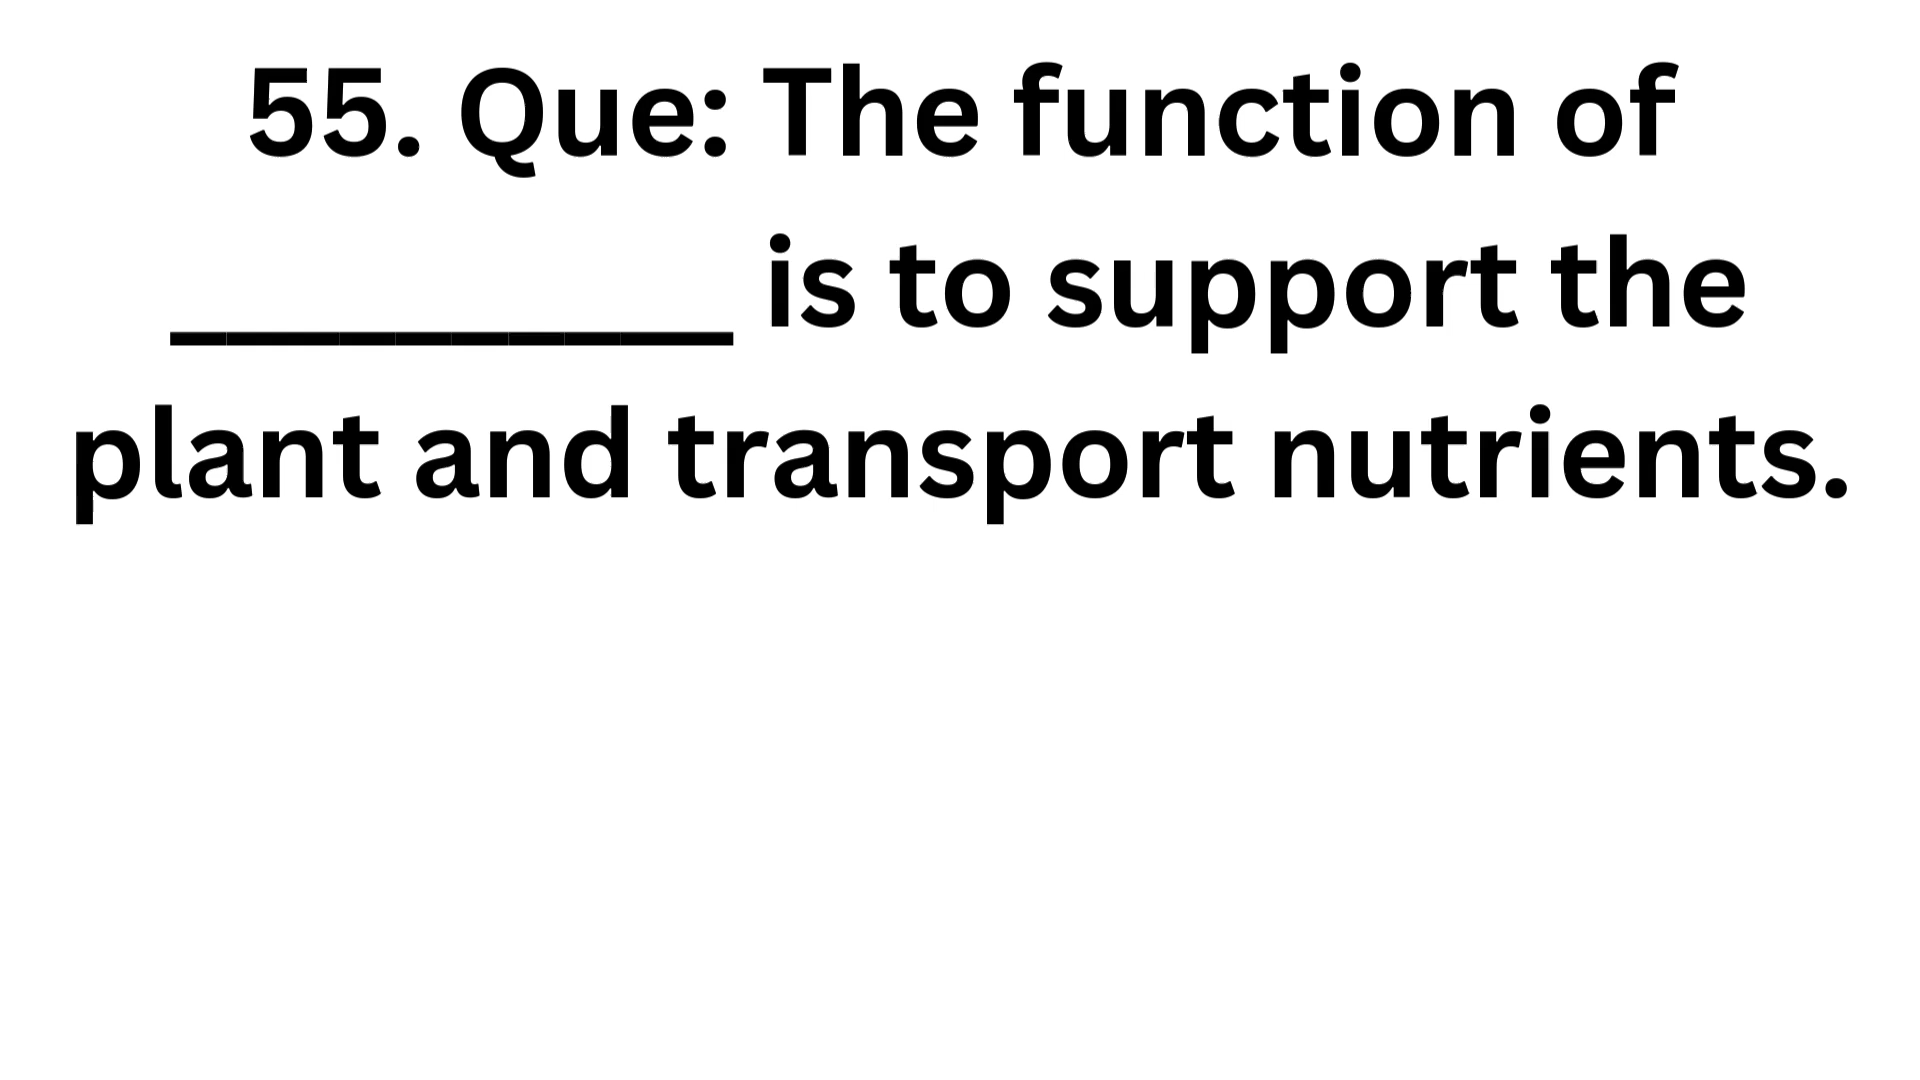 55. Que: The function of
__________ is to support the
plant and transport nutrients.